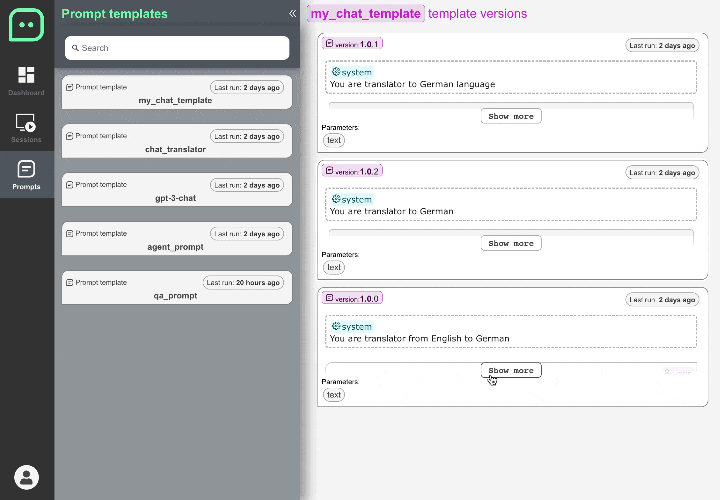 Prompt templates
Search
Dashboard
Sessions
Prompts
Prompt template
Last run: 2 days ago
my_chat_template
Prompt template
Last run: 2 days ago
chat_translator
Prompt template
Last run: 2 days ago
gpt-3-chat
Prompt template
Last run: 2 days ago
agent_prompt
Prompt template
Last run: 20 hours ago
qa_prompt
my_chat_template template versions
version:1.0.1
Last run: 2 days ago
system
You are translator to German language
Show more
Parameters:
text
version:1.0.2
Last run: 2 days ago
system
You are translator to German
Show more
Parameters:
text
version:1.0.0
Last run: 2 days ago
system
You are translator from English to German
Show more
Parameters:
text